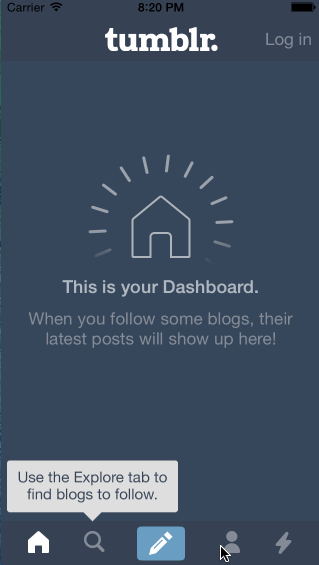 Carrier 8:20 PM
tumblr. Log in
This is your Dashboard.
When you follow some blogs, their
latest posts will show up here!
Use the Explore tab to
find blogs to follow.